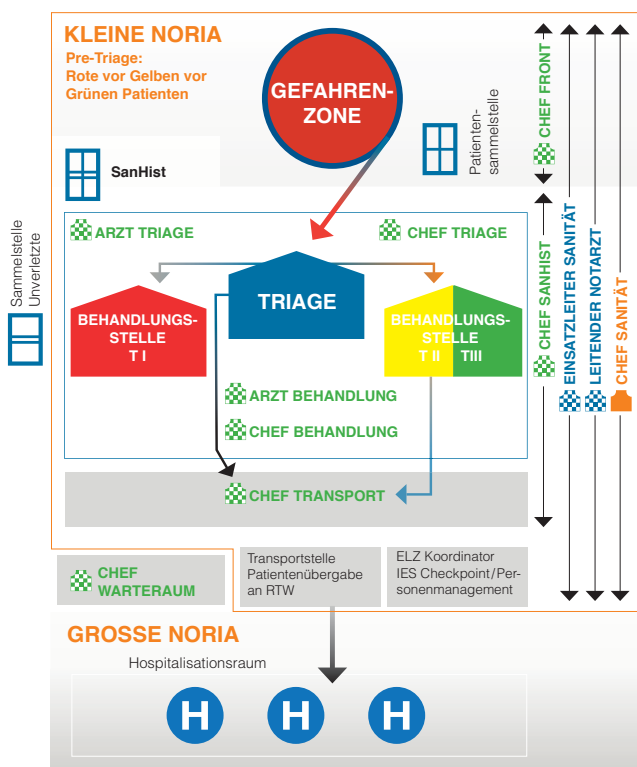 KLEINE NORIA
Pre-Triage:
Rote vor Gelben vor
Grünen Patienten
GEFAHREN-
ZONE
Patienten-
sammelstelle
SanHist
Sammelstelle
Unverletzte
ARZT TRIAGE
CHEF TRIAGE
TRIAGE
BEHANDLUNGS-
STELLE
T I
BEHANDLUNGS-
STELLE
T II TIII
ARZT BEHANDLUNG
CHEF BEHANDLUNG
CHEF TRANSPORT
CHEF FRONT
CHEF SANHIST
EINSATZLEITER SANITÄT
LEITENDER NOTARZT
CHEF SANITÄT
CHEF
WARTERAUM
Transportstelle
Patientenübergabe
an RTW
ELZ Koordinator
IES Checkpoint/Per-
sonenmanagement
GROSSE NORIA
Hospitalisationsraum
H H H